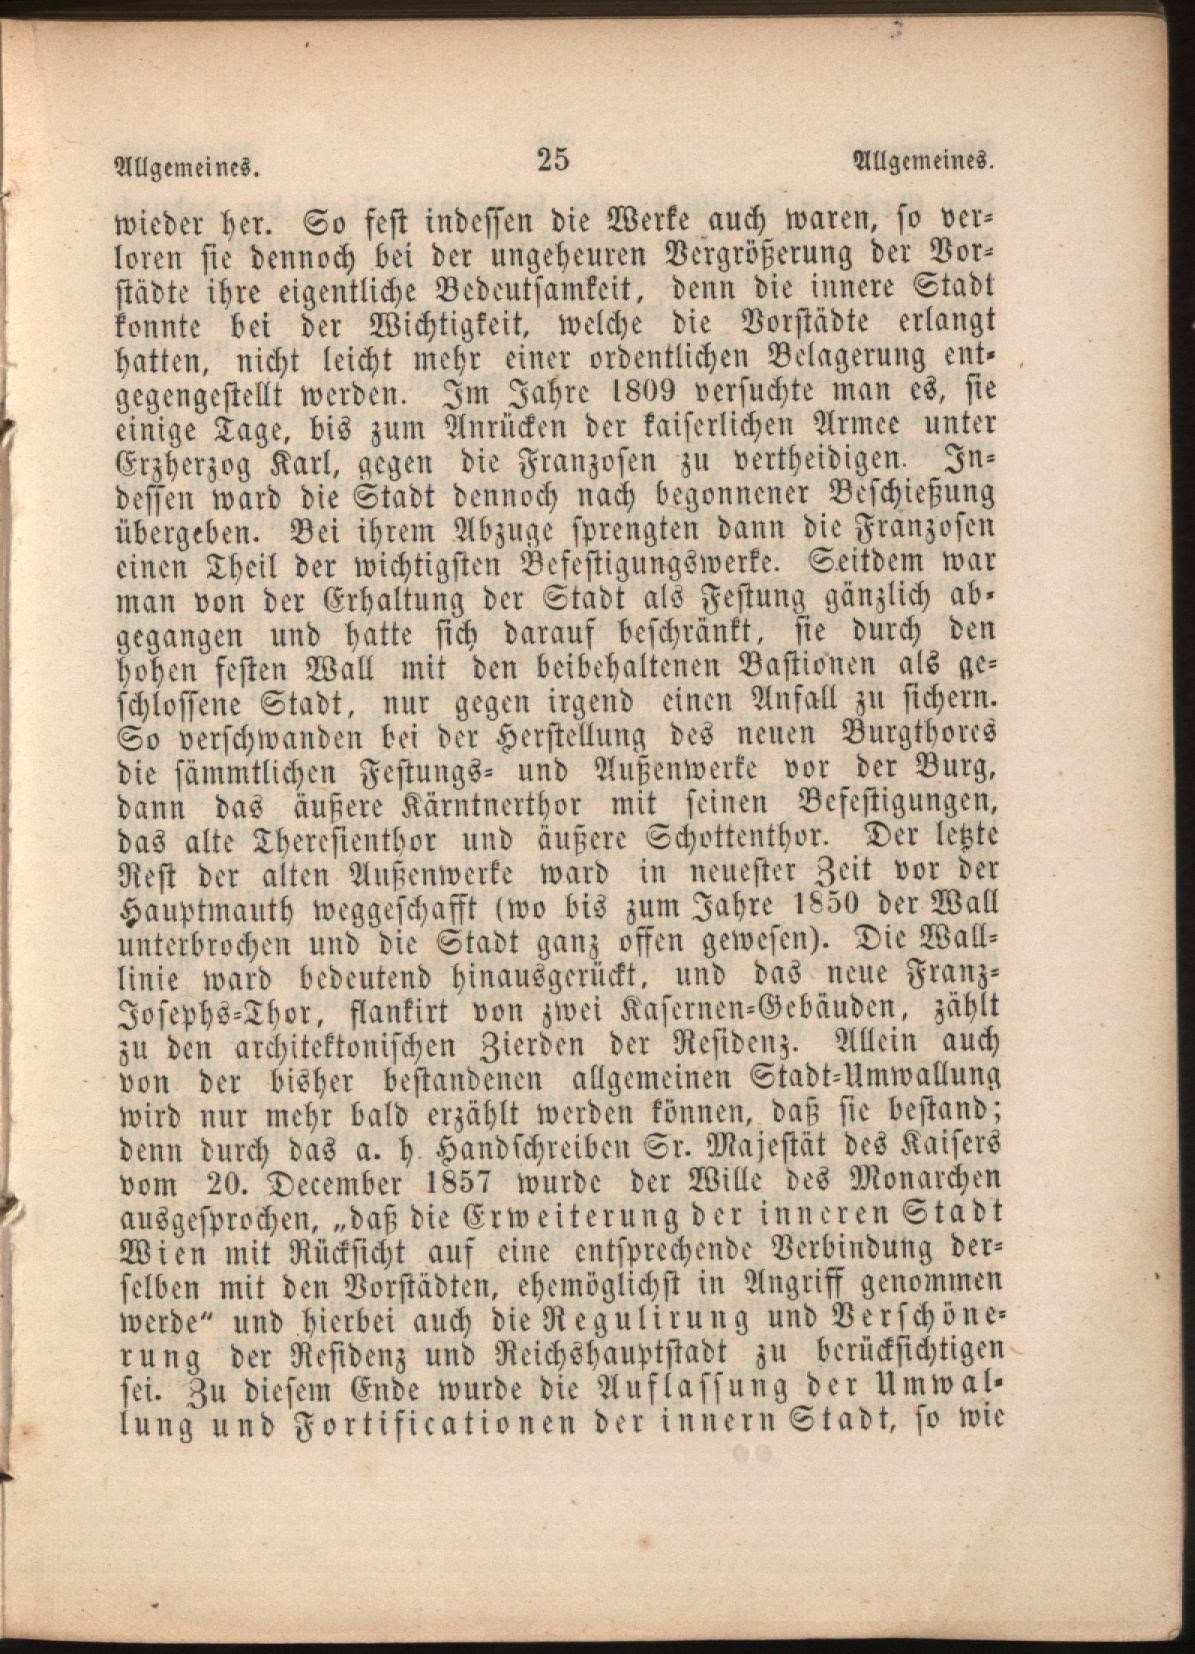 Allgemeines. 25 Allgemeines.
wieder her. So fest indessen die Werke auch waren, so ver-
loren sie dennoch bei der ungeheuren Vergrößerung der Vor-
städte ihre eigentliche Bedeutsamkeit, denn die innere Stadt
konnte bei der Wichtigkeit, welche die Vorstädte erlangt
hatten, nicht leicht mehr einer ordentlichen Belagerung ent-
gegengestellt werden. Im Jahre 1809 versuchte man es, sie
einige Tage, bis zum Anrücken der kaiserlichen Armee unter
Erzherzog Karl, gegen die Franzosen zu vertheidigen. In-
dessen ward die Stadt dennoch nach begonnener Beschießung
übergeben. Bei ihrem Abzuge sprengten dann die Franzosen
einen Theil der wichtigsten Befestigungswerke. Seitdem war
man von der Erhaltung der Stadt als Festung gänzlich ab-
gegangen und hatte sich darauf beschränkt, sie durch den
hohen festen Wall mit den beibehaltenen Bastionen als ge-
schlossene Stadt, nur gegen irgend einen Anfall zu sichern.
So verschwanden bei der Herstellung des neuen Burgthores
die sämmtlichen Festungs- und Außenwerke vor der Burg,
dann das äußere Kärntnerthor mit seinen Befestigungen,
das alte Theresienthor und äußere Schottenthor. Der letzte
Rest der alten Außenwerke ward in neuester Zeit vor der
Hauptmauth weggeschafft (wo bis zum Jahre 1850 der Wall
unterbrochen und die Stadt ganz offen gewesen). Die Wall-
linie ward bedeutend hinausgerückt, und das neue Franz-
Josephs-Thor, flankirt von zwei Kasernen-Gebäuden, zählt
zu den architektonischen Zierden der Residenz. Allein auch
von der bisher bestandenen allgemeinen Stadt-Umwallung
wird nur mehr bald erzählt werden können, daß sie bestand;
denn durch das a. h. Handschreiben Sr. Majestät des Kaisers
vom 20. December 1857 wurde der Wille des Monarchen
ausgesprochen, „daß die Erweiterung der inneren Stadt
Wien mit Rücksicht auf eine entsprechende Verbindung der-
selben mit den Vorstädten, ehemöglichst in Angriff genommen
werde“ und hierbei auch die Regulirung und Verschöne-
rung der Residenz und Reichshauptstadt zu berücksichtigen
sei. Zu diesem Ende wurde die Auflassung der Umwal-
lung und Fortificationen der innern Stadt, so wie